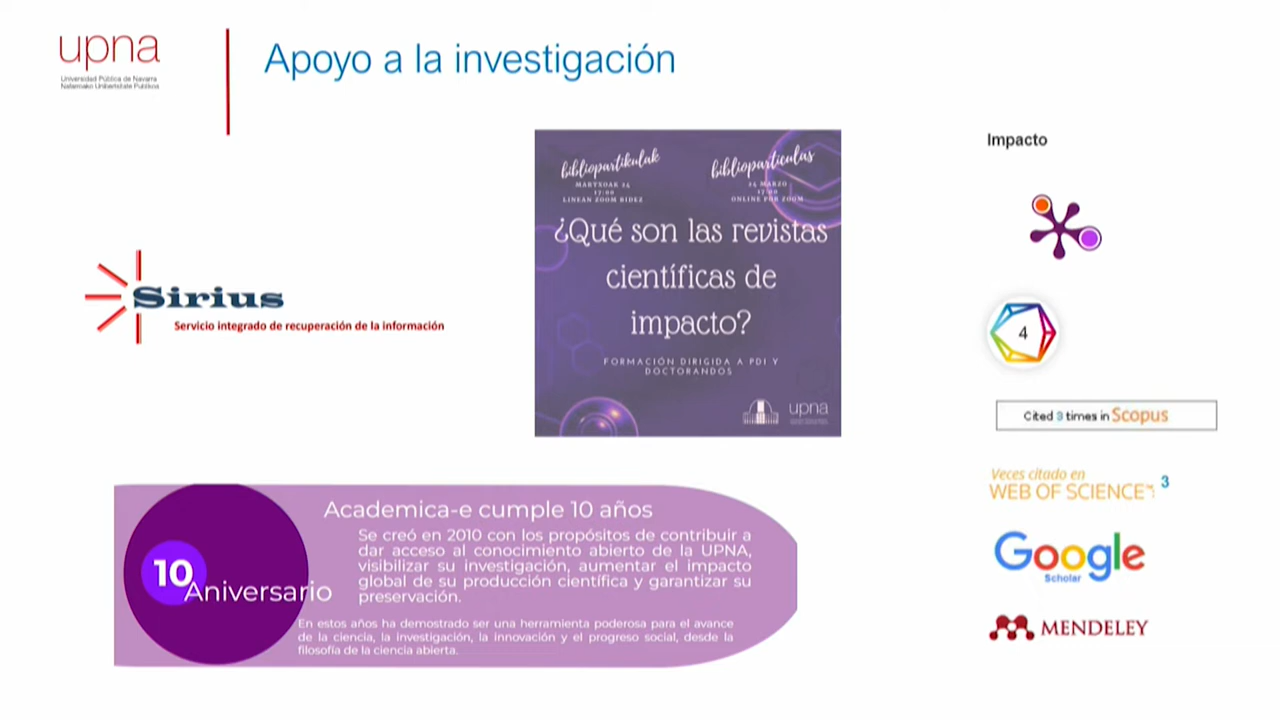 upna
Universidad Pública de Navarra
Nafarroako Unibertsitate Publikoa
Apoyo a la investigación
Sirius
Servicio integrado de recuperación de la información
bibliopartikulak
MARTXOAK 24
17:00
LINEAN ZOOM BIDEZ
bibliopartículas
24 MARZO
17:00
ONLINE POR ZOOM
¿Qué son las revistas
científicas de
impacto?
FORMACIÓN DIRIGIDA A PDI Y
DOCTORANDOS
upna
Impacto
4
Cited 3 times in Scopus
Veces citado en
WEB OF SCIENCE™ 3
Google
Scholar
MENDELEY
10
Aniversario
Academica-e cumple 10 años
Se creó en 2010 con los propósitos de contribuir a
dar acceso al conocimiento abierto de la UPNA,
visibilizar su investigación, aumentar el impacto
global de su producción científica y garantizar su
preservación.
En estos años ha demostrado ser una herramienta poderosa para el avance
de la ciencia, la investigación, la innovación y el progreso social, desde la
filosofía de la ciencia abierta.